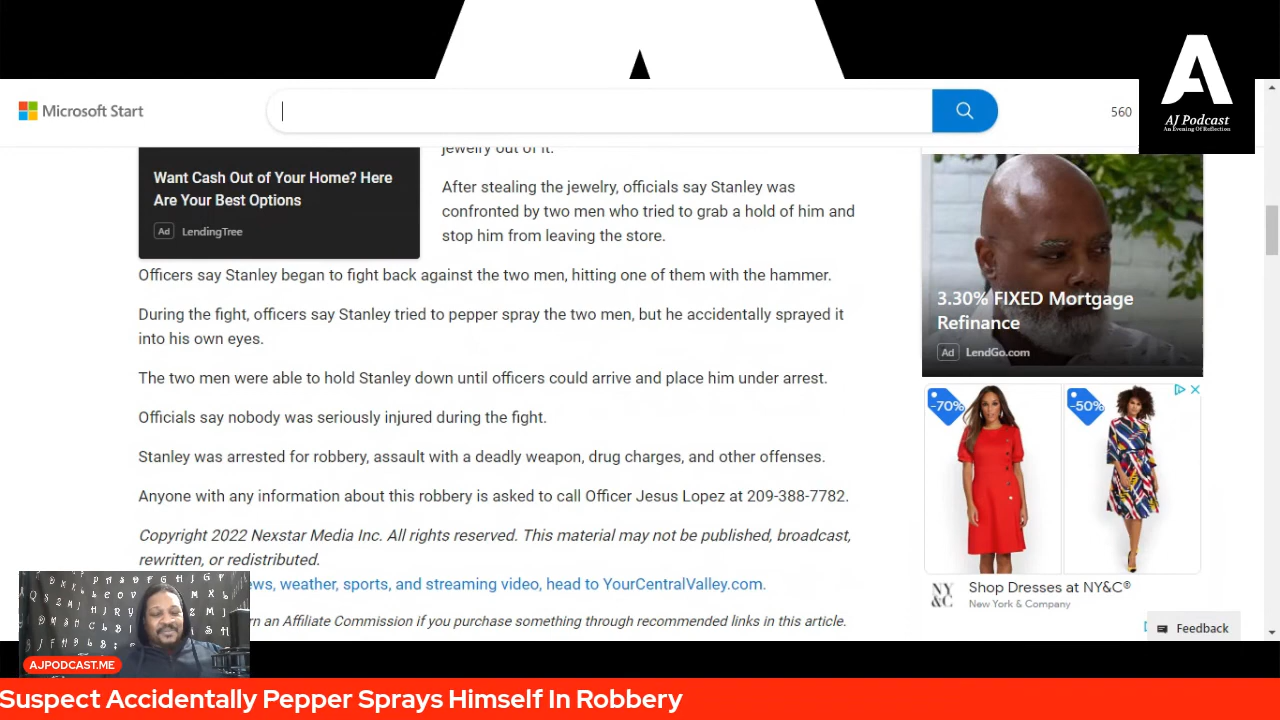 Microsoft Start
560
A
AJ Podcast
An Evening Of Reflection
jewelry out of it.
Want Cash Out of Your Home? Here
Are Your Best Options
Ad LendingTree
After stealing the jewelry, officials say Stanley was
confronted by two men who tried to grab a hold of him and
stop him from leaving the store.
Officers say Stanley began to fight back against the two men, hitting one of them with the hammer.
During the fight, officers say Stanley tried to pepper spray the two men, but he accidentally sprayed it
into his own eyes.
The two men were able to hold Stanley down until officers could arrive and place him under arrest.
Officials say nobody was seriously injured during the fight.
Stanley was arrested for robbery, assault with a deadly weapon, drug charges, and other offenses.
Anyone with any information about this robbery is asked to call Officer Jesus Lopez at 209-388-7782.
Copyright 2022 Nexstar Media Inc. All rights reserved. This material may not be published, broadcast,
rewritten, or redistributed.
weather, sports, and streaming video, head to YourCentralValley.com.
an Affiliate Commission if you purchase something through recommended links in this article.
3.30% FIXED Mortgage
Refinance
Ad LendGo.com
-70%
-50%
NY
&C
Shop Dresses at NY&C®
New York & Company
Feedback
AJPODCAST.ME
Suspect Accidentally Pepper Sprays Himself In Robbery